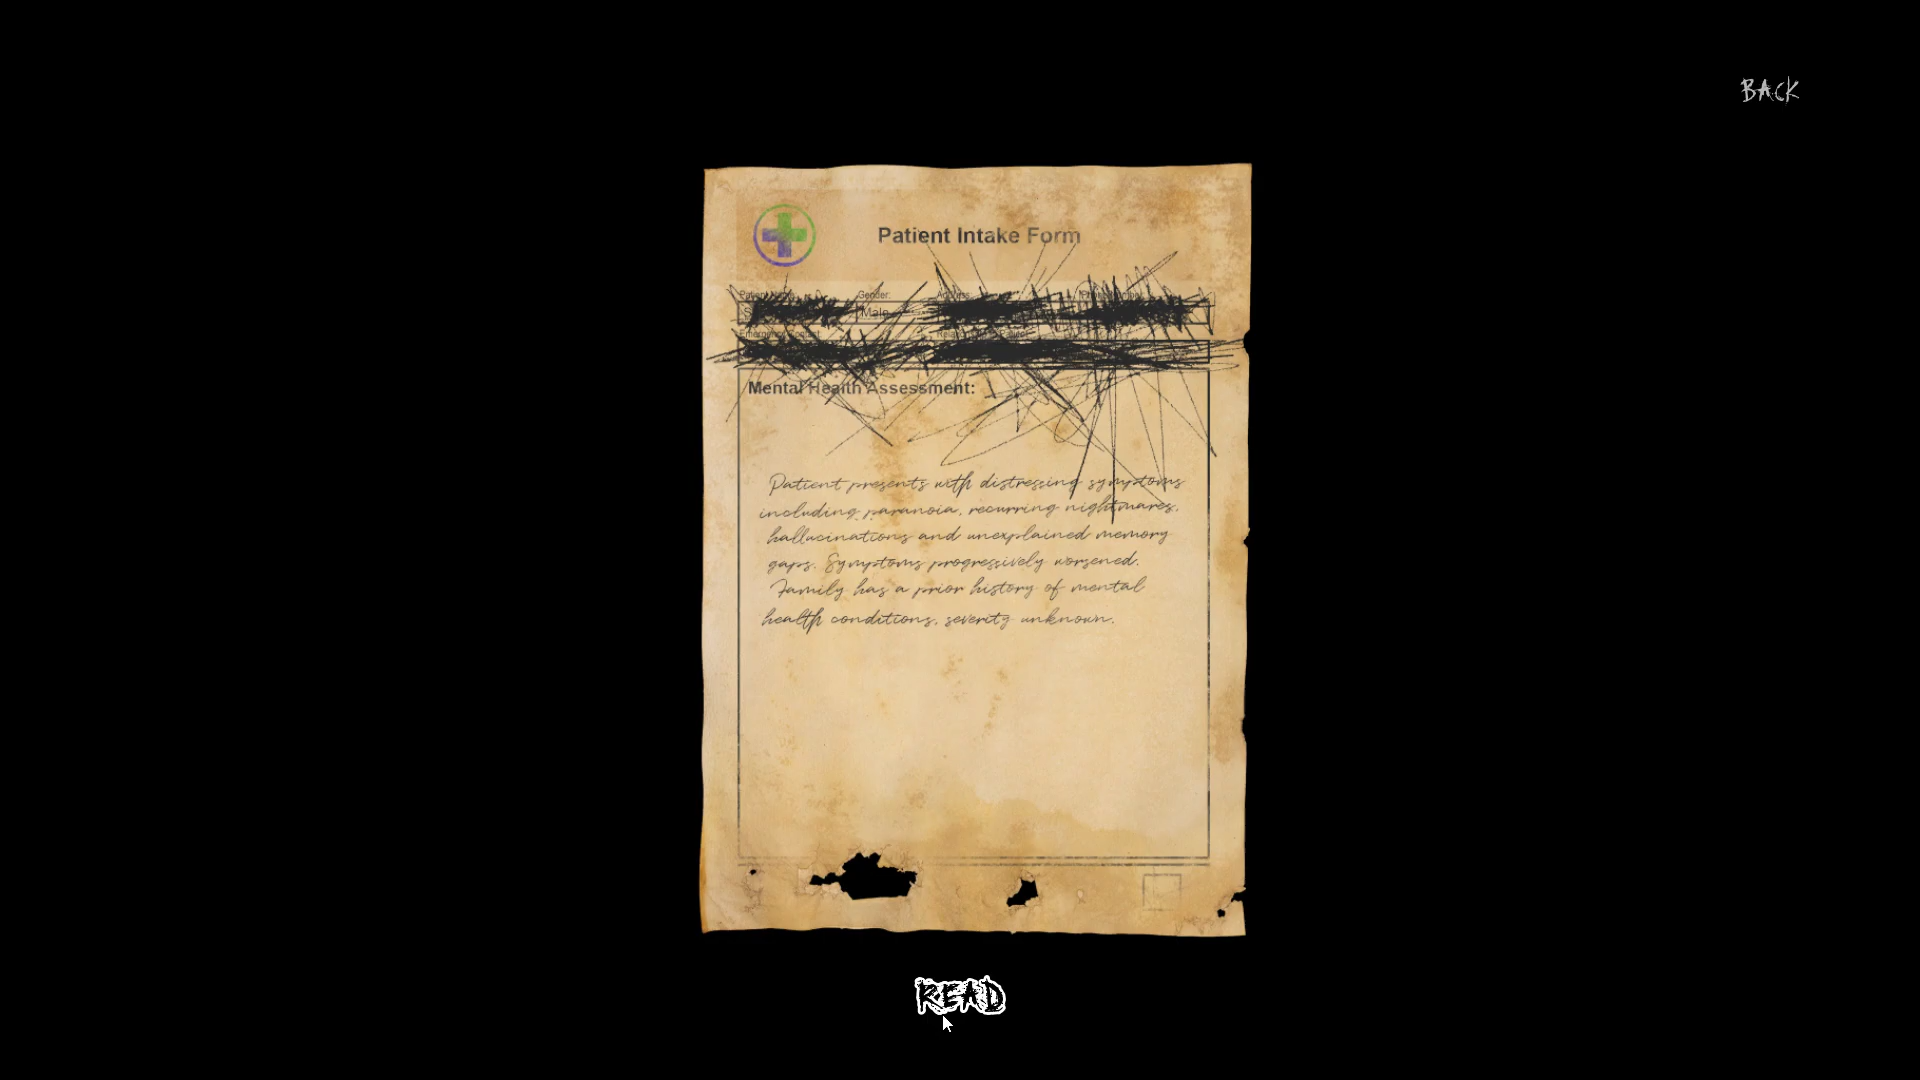 BACK
Patient Intake Form
Gender:
Male
Mental Health Assessment:
Patient presents with distressing symptoms
including paranoia, recurring nightmares,
hallucinations and unexplained memory
gaps. Symptoms progressively worsened.
Family has a prior history of mental
health conditions, severity unknown.
READ